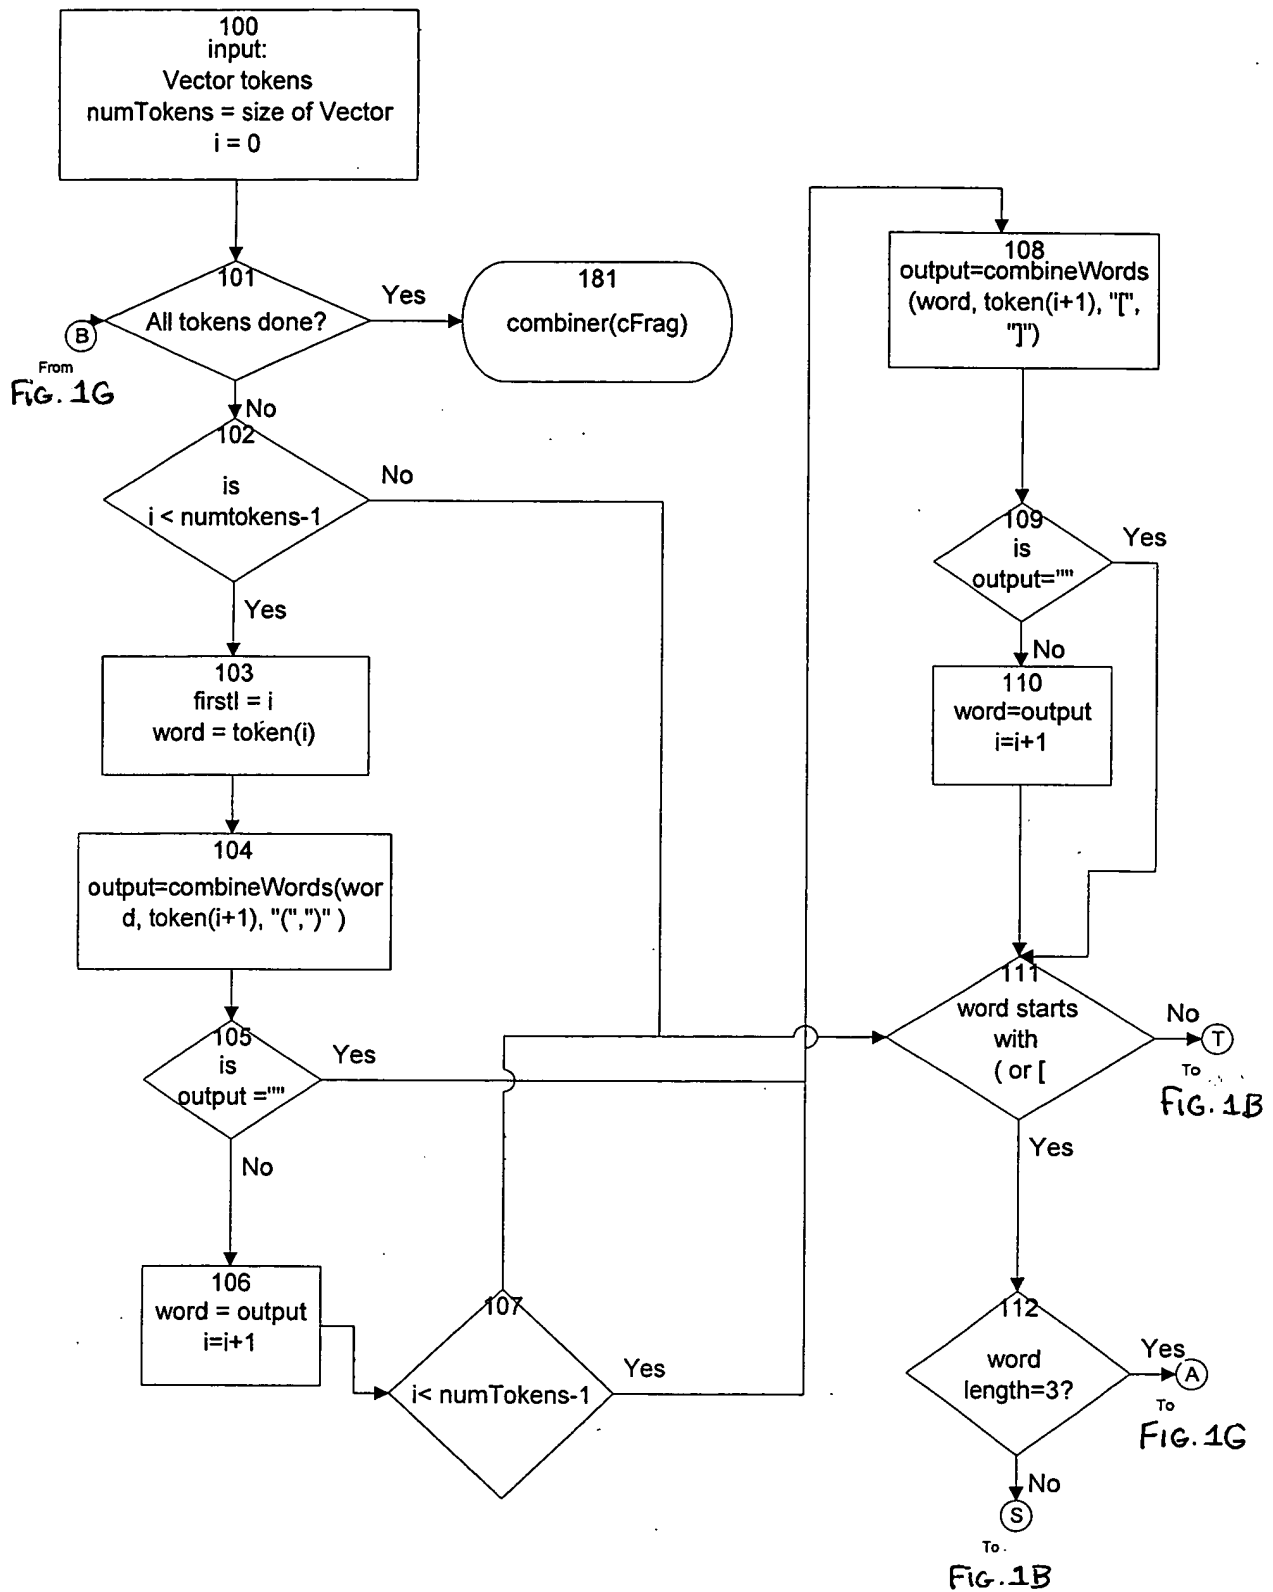 100
input:
Vector tokens
numTokens = size of Vector
i = 0
101
All tokens done?
Yes
181
combiner(cFrag)
B
From
FIG. 1G
No
102
is
i < numtokens-1
No
Yes
103
firstI = i
word = token(i)
104
output=combineWords(wor
d, token(i+1), "(",")" )
105
is
output =""
Yes
No
106
word = output
i=i+1
107
i< numTokens-1
Yes
108
output=combineWords
(word, token(i+1), "[",
"]")
109
is
output=""
Yes
No
110
word=output
i=i+1
111
word starts
with
( or [
No
T
To
FIG. 1B
Yes
112
word
length=3?
Yes
A
To
FIG. 1G
No
S
To
FIG. 1B